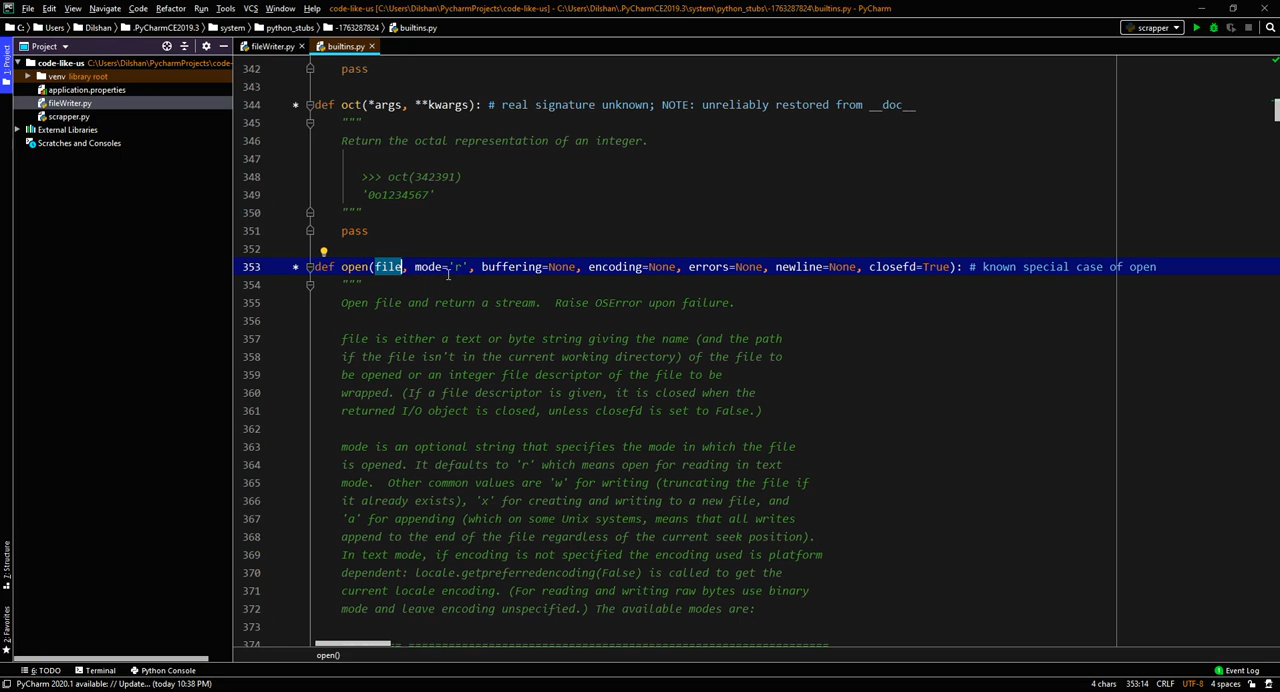 File Edit View Navigate Code Refactor Run Tools VCS Window Help code-like-us [C:\Users\Dilshan\PycharmProjects\code-like-us] - C:\Users\Dilshan\.PyCharmCE2019.3\system\python_stubs\-1763287824\builtins.py - PyCharm
C: Users Dilshan .PyCharmCE2019.3 system python_stubs -1763287824 builtins.py scrapper
Project fileWriter.py builtins.py
1: Project
code-like-us C:\Users\Dilshan\PycharmProjects\code-
venv library root
application.properties
fileWriter.py
scrapper.py
External Libraries
Scratches and Consoles
342 pass
343
344 def oct(*args, **kwargs): # real signature unknown; NOTE: unreliably restored from __doc__
345 """
346 Return the octal representation of an integer.
347
348 >>> oct(342391)
349 '0o1234567'
350 """
351 pass
352
353 def open(file, mode='r', buffering=None, encoding=None, errors=None, newline=None, closefd=True): # known special case of open
354 """
355 Open file and return a stream.  Raise OSError upon failure.
356
357 file is either a text or byte string giving the name (and the path
358 if the file isn't in the current working directory) of the file to
359 be opened or an integer file descriptor of the file to be
360 wrapped. (If a file descriptor is given, it is closed when the
361 returned I/O object is closed, unless closefd is set to False.)
362
363 mode is an optional string that specifies the mode in which the file
364 is opened. It defaults to 'r' which means open for reading in text
365 mode.  Other common values are 'w' for writing (truncating the file if
366 it already exists), 'x' for creating and writing to a new file, and
367 'a' for appending (which on some Unix systems, means that all writes
368 append to the end of the file regardless of the current seek position).
369 In text mode, if encoding is not specified the encoding used is platform
370 dependent: locale.getpreferredencoding(False) is called to get the
371 current locale encoding. (For reading and writing raw bytes use binary
372 mode and leave encoding unspecified.) The available modes are:
373
374
open()
7: Structure
2: Favorites
6: TODO Terminal Python Console Event Log
PyCharm 2020.1 available: // Update... (today 10:38 PM) 4 chars 353:14 CRLF UTF-8 4 spaces